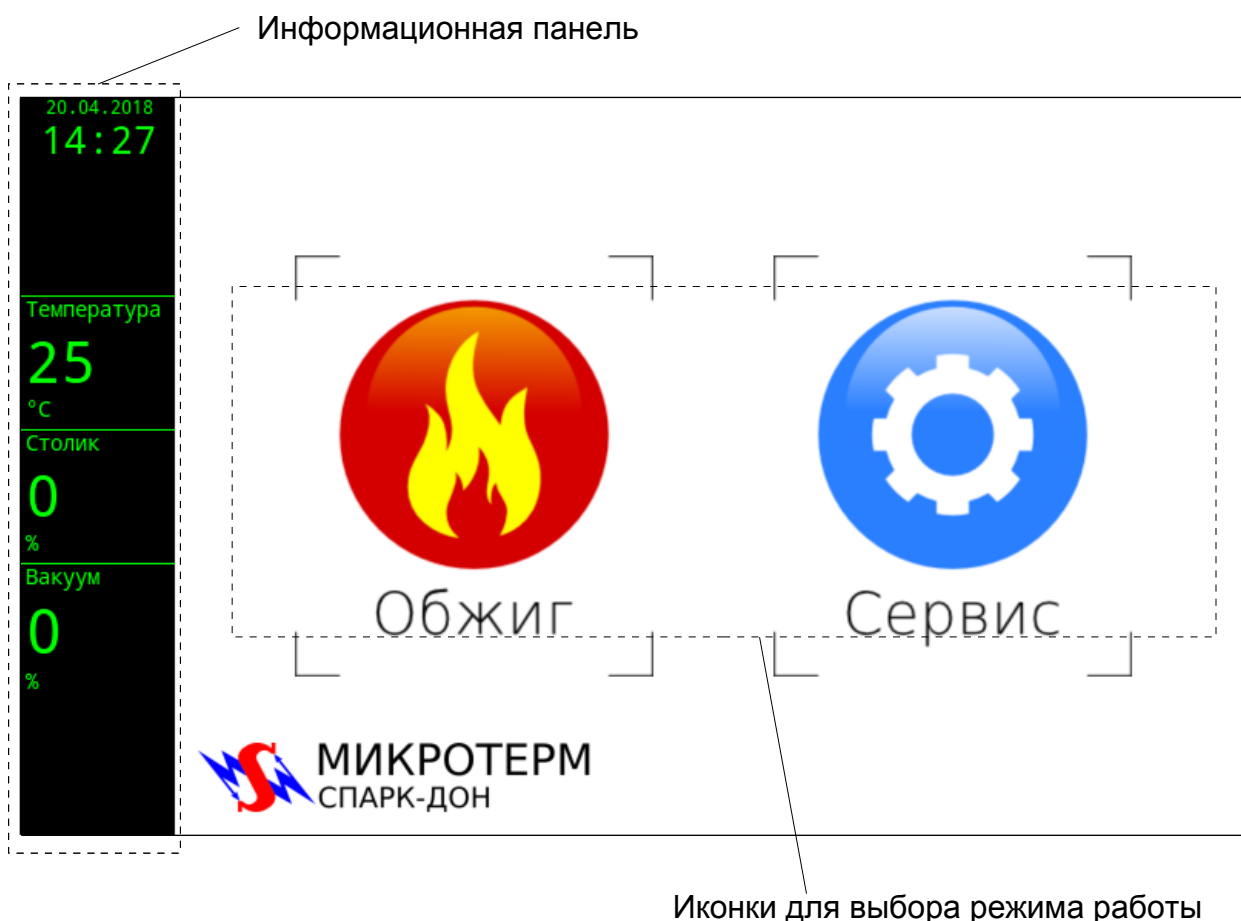 Информационная панель
20.04.2018
14:27
Температура
25
°C
Столик
0
%
Вакуум
0
%
Обжиг
Сервис
МИКРОТЕРМ
СПАРК-ДОН
Иконки для выбора режима работы